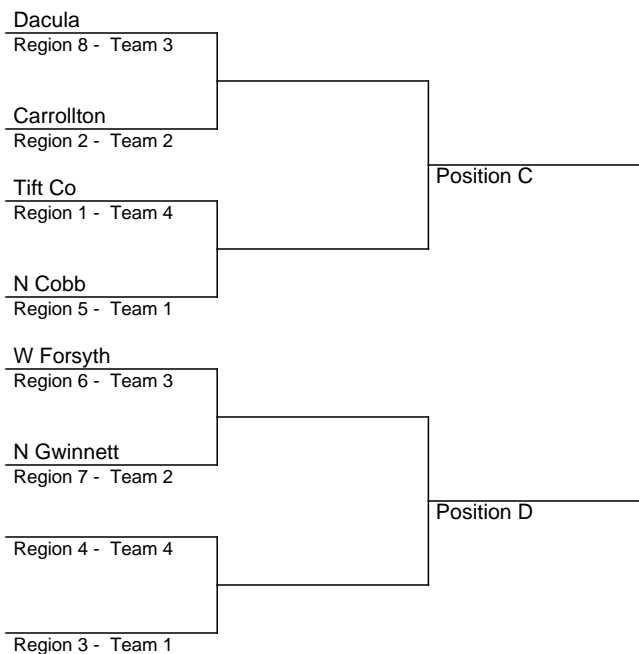 Dacula
Region 8 - Team 3
Carrollton
Region 2 - Team 2
Position C
Tift Co
Region 1 - Team 4
N Cobb
Region 5 - Team 1
W Forsyth
Region 6 - Team 3
N Gwinnett
Region 7 - Team 2
Position D
Region 4 - Team 4
Region 3 - Team 1